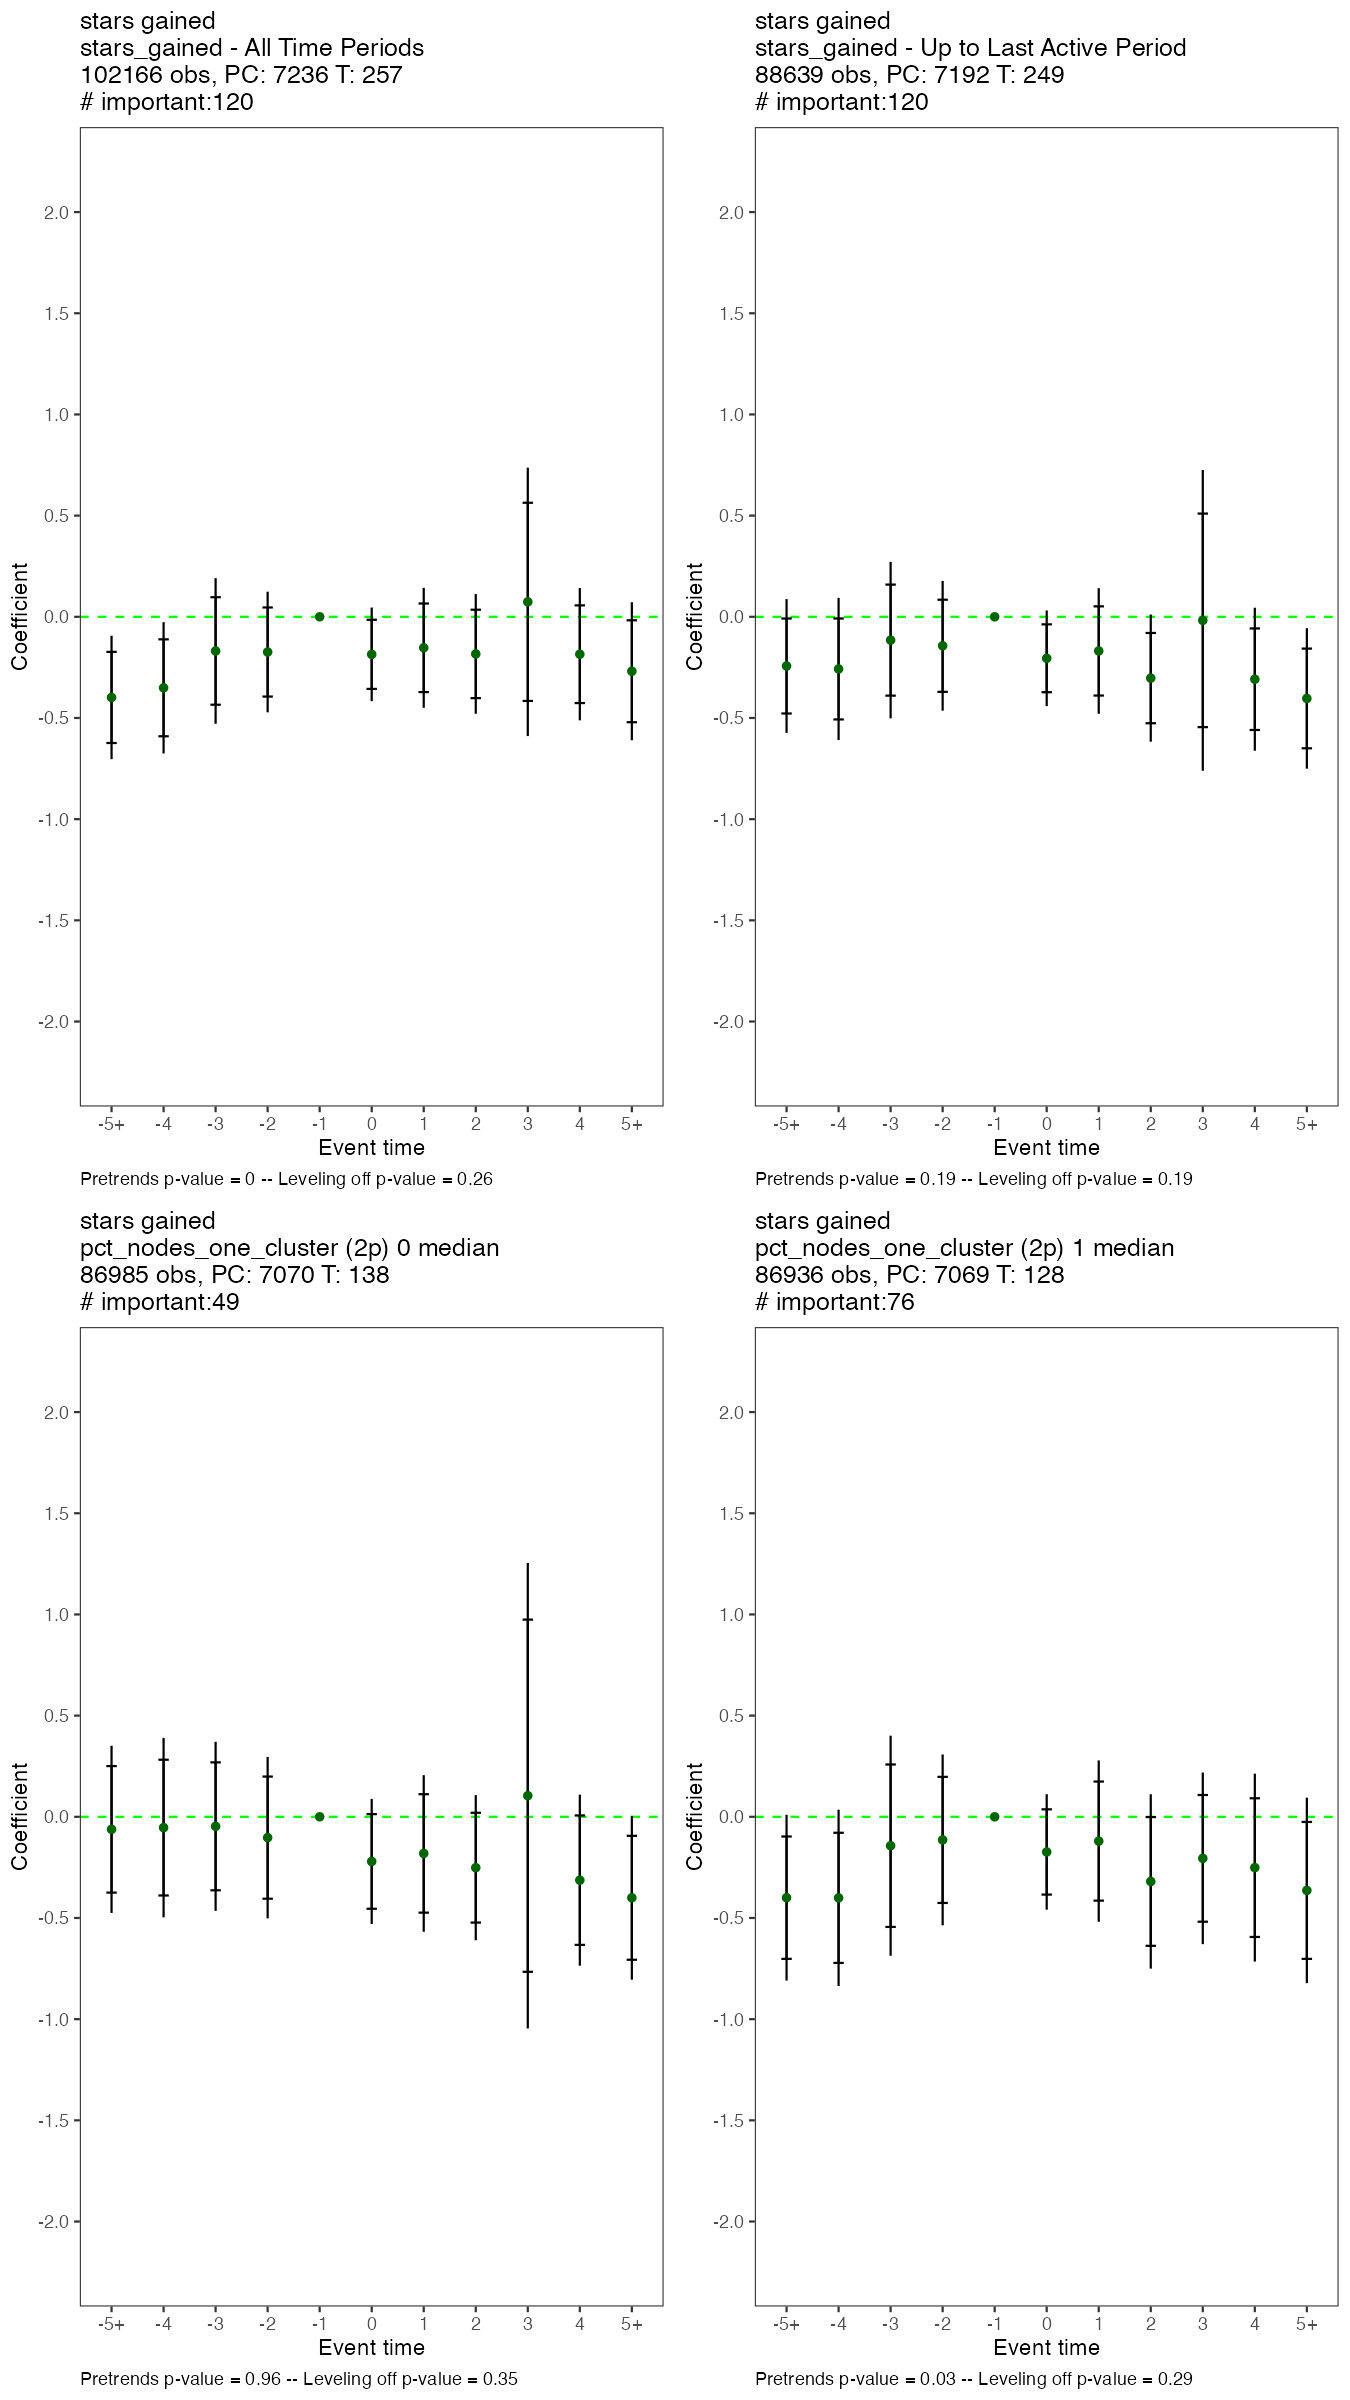 stars gained
stars_gained - All Time Periods
102166 obs, PC: 7236 T: 257
# important:120
2.0
1.5
1.0
0.5
0.0
-0.5
-1.0
-1.5
-2.0
Coefficient
-5+ -4 -3 -2 -1 0 1 2 3 4 5+
Event time
Pretrends p-value = 0 -- Leveling off p-value = 0.26
stars gained
stars_gained - Up to Last Active Period
88639 obs, PC: 7192 T: 249
# important:120
2.0
1.5
1.0
0.5
0.0
-0.5
-1.0
-1.5
-2.0
Coefficient
-5+ -4 -3 -2 -1 0 1 2 3 4 5+
Event time
Pretrends p-value = 0.19 -- Leveling off p-value = 0.19
stars gained
pct_nodes_one_cluster (2p) 0 median
86985 obs, PC: 7070 T: 138
# important:49
2.0
1.5
1.0
0.5
0.0
-0.5
-1.0
-1.5
-2.0
Coefficient
-5+ -4 -3 -2 -1 0 1 2 3 4 5+
Event time
Pretrends p-value = 0.96 -- Leveling off p-value = 0.35
stars gained
pct_nodes_one_cluster (2p) 1 median
86936 obs, PC: 7069 T: 128
# important:76
2.0
1.5
1.0
0.5
0.0
-0.5
-1.0
-1.5
-2.0
Coefficient
-5+ -4 -3 -2 -1 0 1 2 3 4 5+
Event time
Pretrends p-value = 0.03 -- Leveling off p-value = 0.29